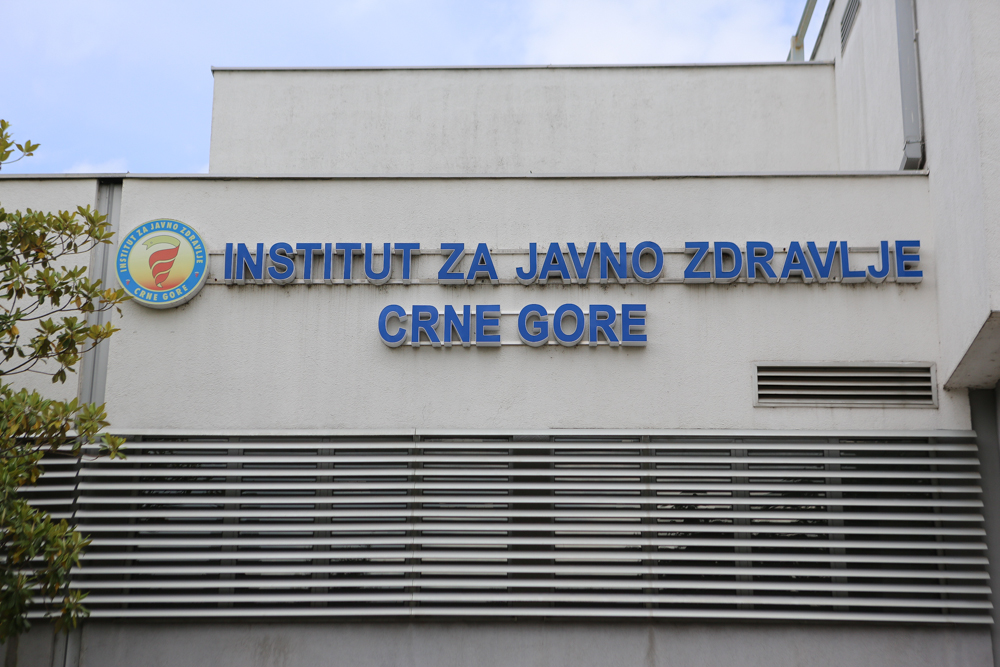 INSTITUT ZA JAVNO ZDRAVLJE
CRNE GORE
INSTITUT ZA JAVNO ZDRAVLJE
CRNE GORE